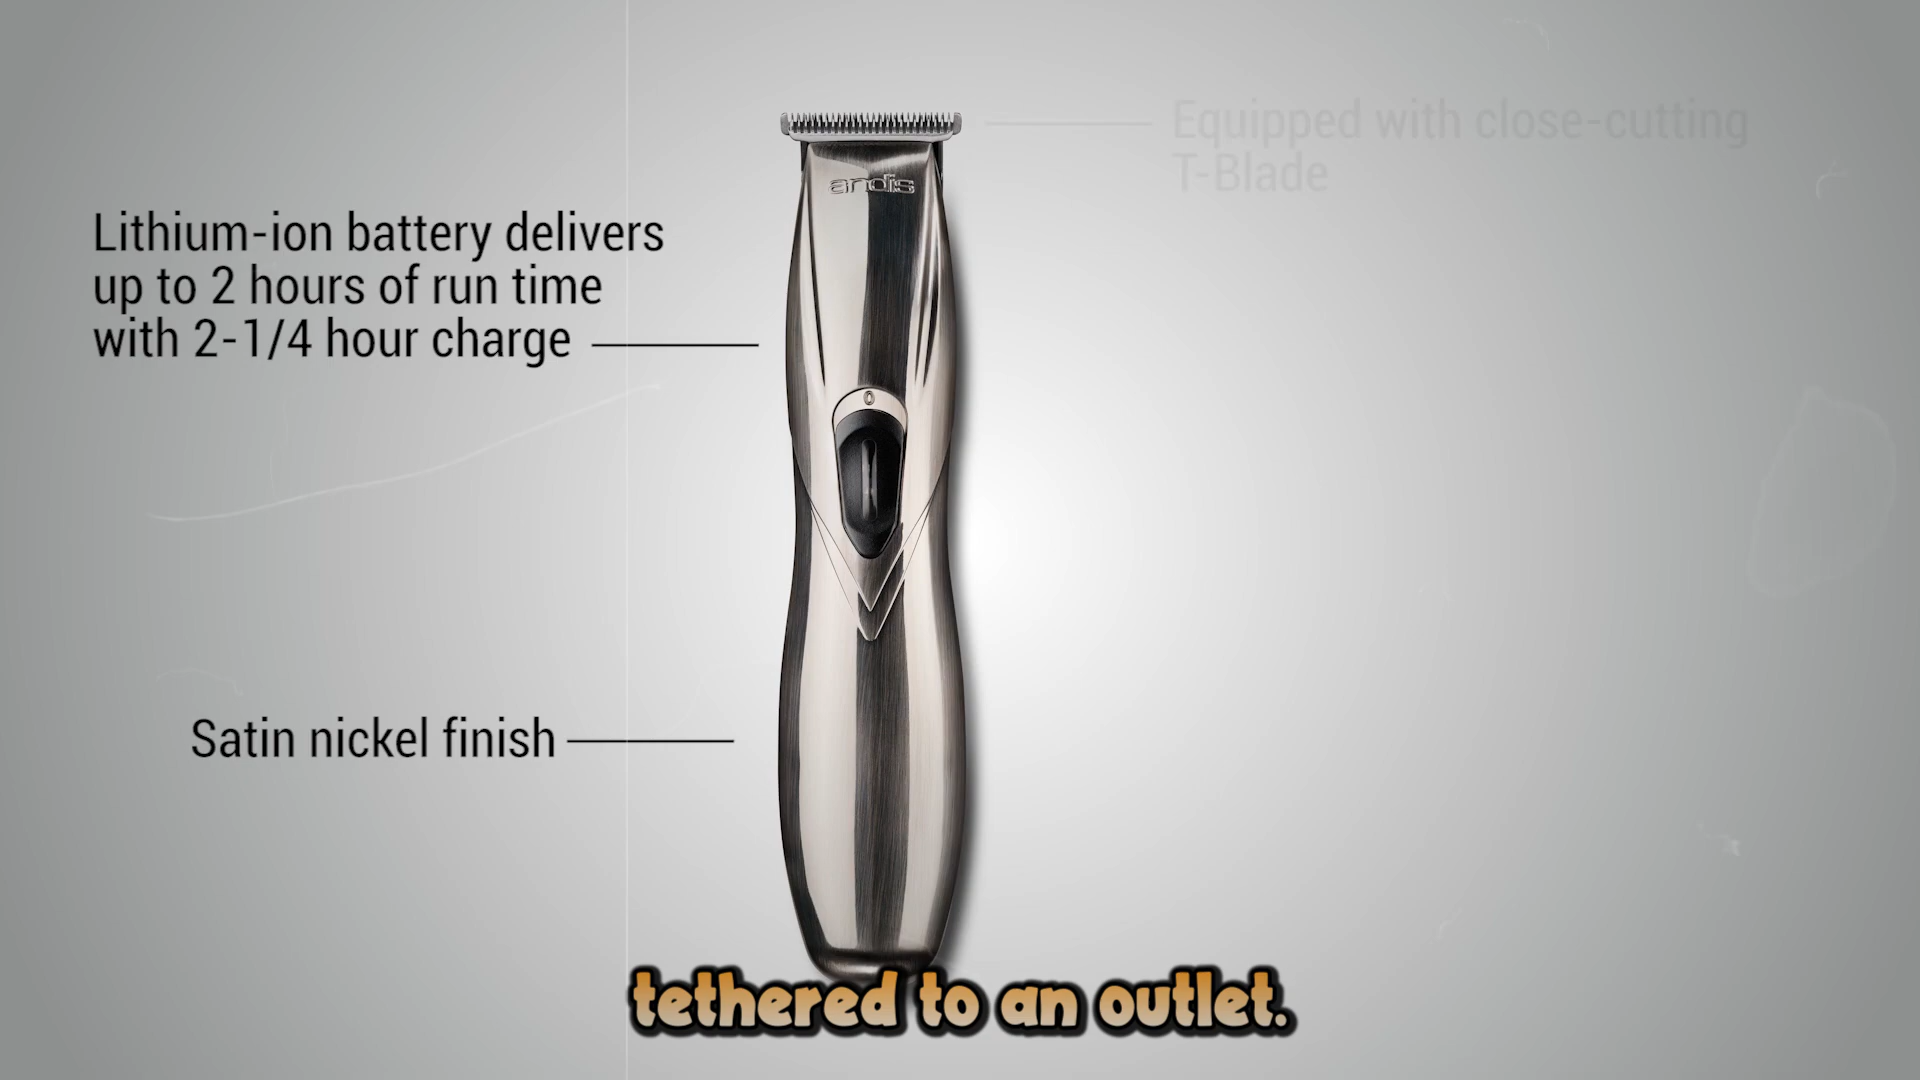 Equipped with close-cutting
T-Blade
andis
Lithium-ion battery delivers
up to 2 hours of run time
with 2-1/4 hour charge
0
Satin nickel finish
tethered to an outlet.